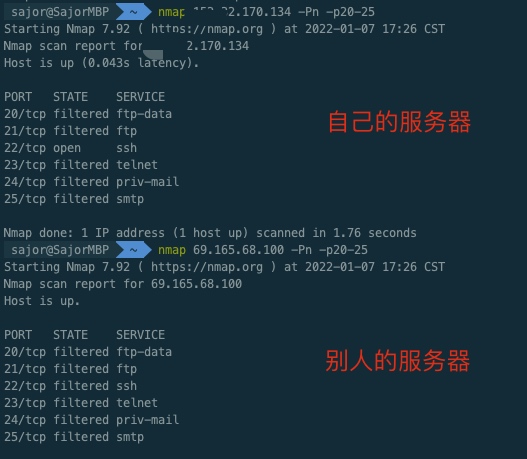 sajor@SajorMBP ~ nmap 2.170.134 -Pn -p20-25
Starting Nmap 7.92 ( https://nmap.org ) at 2022-01-07 17:26 CST
Nmap scan report for 2.170.134
Host is up (0.043s latency).
PORT STATE SERVICE
20/tcp filtered ftp-data
21/tcp filtered ftp
22/tcp open ssh
23/tcp filtered telnet
24/tcp filtered priv-mail
25/tcp filtered smtp
自己的服务器
Nmap done: 1 IP address (1 host up) scanned in 1.76 seconds
sajor@SajorMBP ~ nmap 69.165.68.100 -Pn -p20-25
Starting Nmap 7.92 ( https://nmap.org ) at 2022-01-07 17:26 CST
Nmap scan report for 69.165.68.100
Host is up.
PORT STATE SERVICE
20/tcp filtered ftp-data
21/tcp filtered ftp
22/tcp filtered ssh
23/tcp filtered telnet
24/tcp filtered priv-mail
25/tcp filtered smtp
别人的服务器